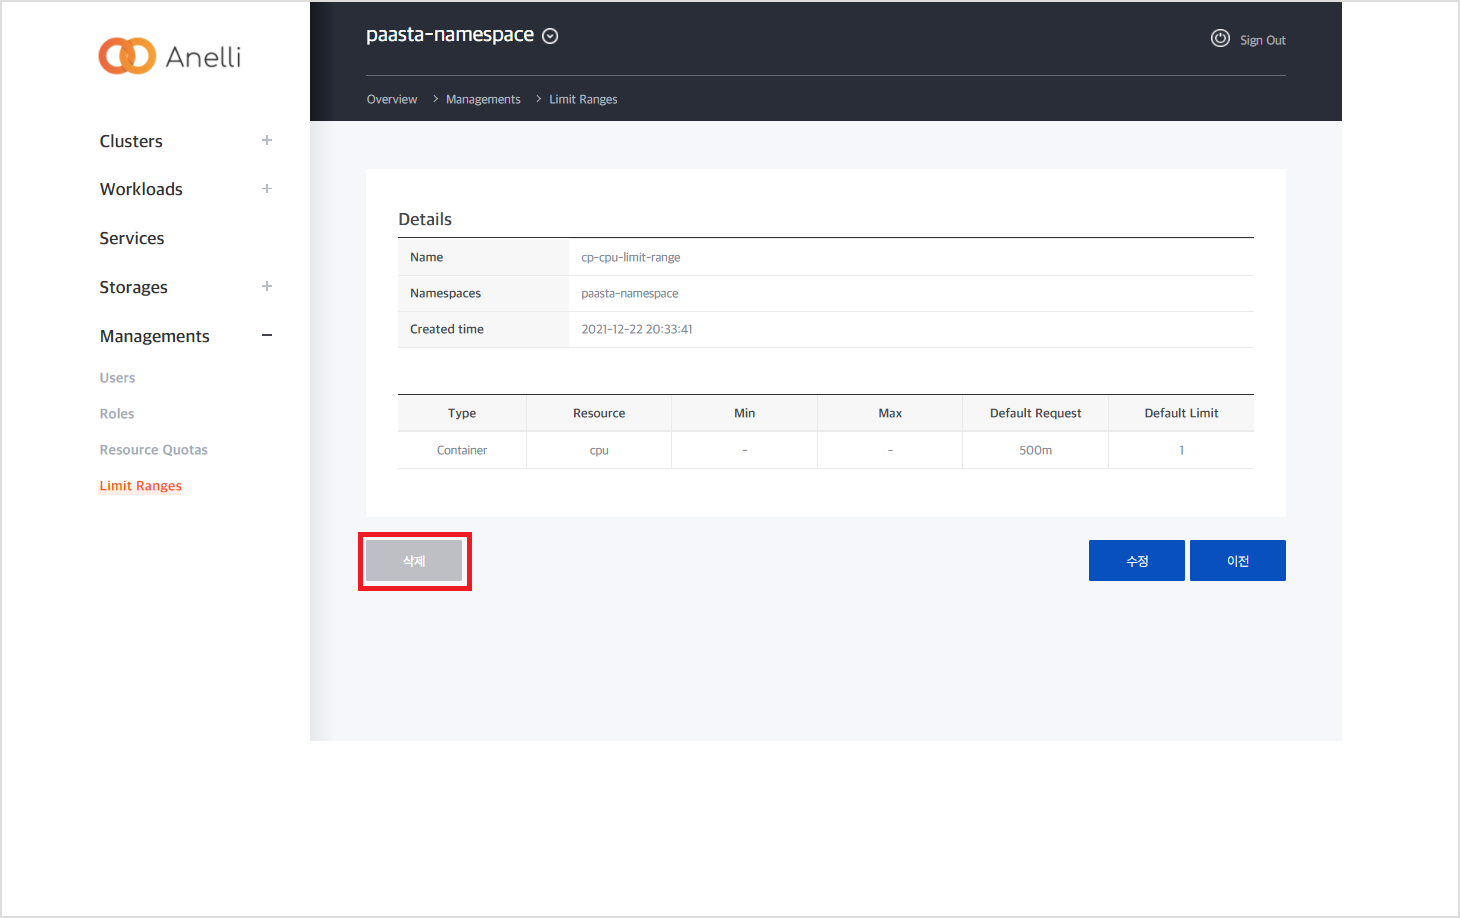 Anelli
Clusters
Workloads
Services
Storages
Managements
Users
Roles
Resource Quotas
Limit Ranges
paasta-namespace
Sign Out
Overview > Managements > Limit Ranges
Details
Name cp-cpu-limit-range
Namespaces paasta-namespace
Created time 2021-12-22 20:33:41
Type Resource Min Max Default Request Default Limit
Container cpu - - 500m 1
삭제 수정 이전